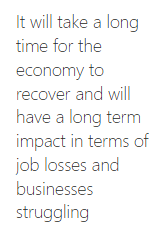 It will take a long
time for the
economy to
recover and will
have a long term
impact in terms of
job losses and
businesses
struggling